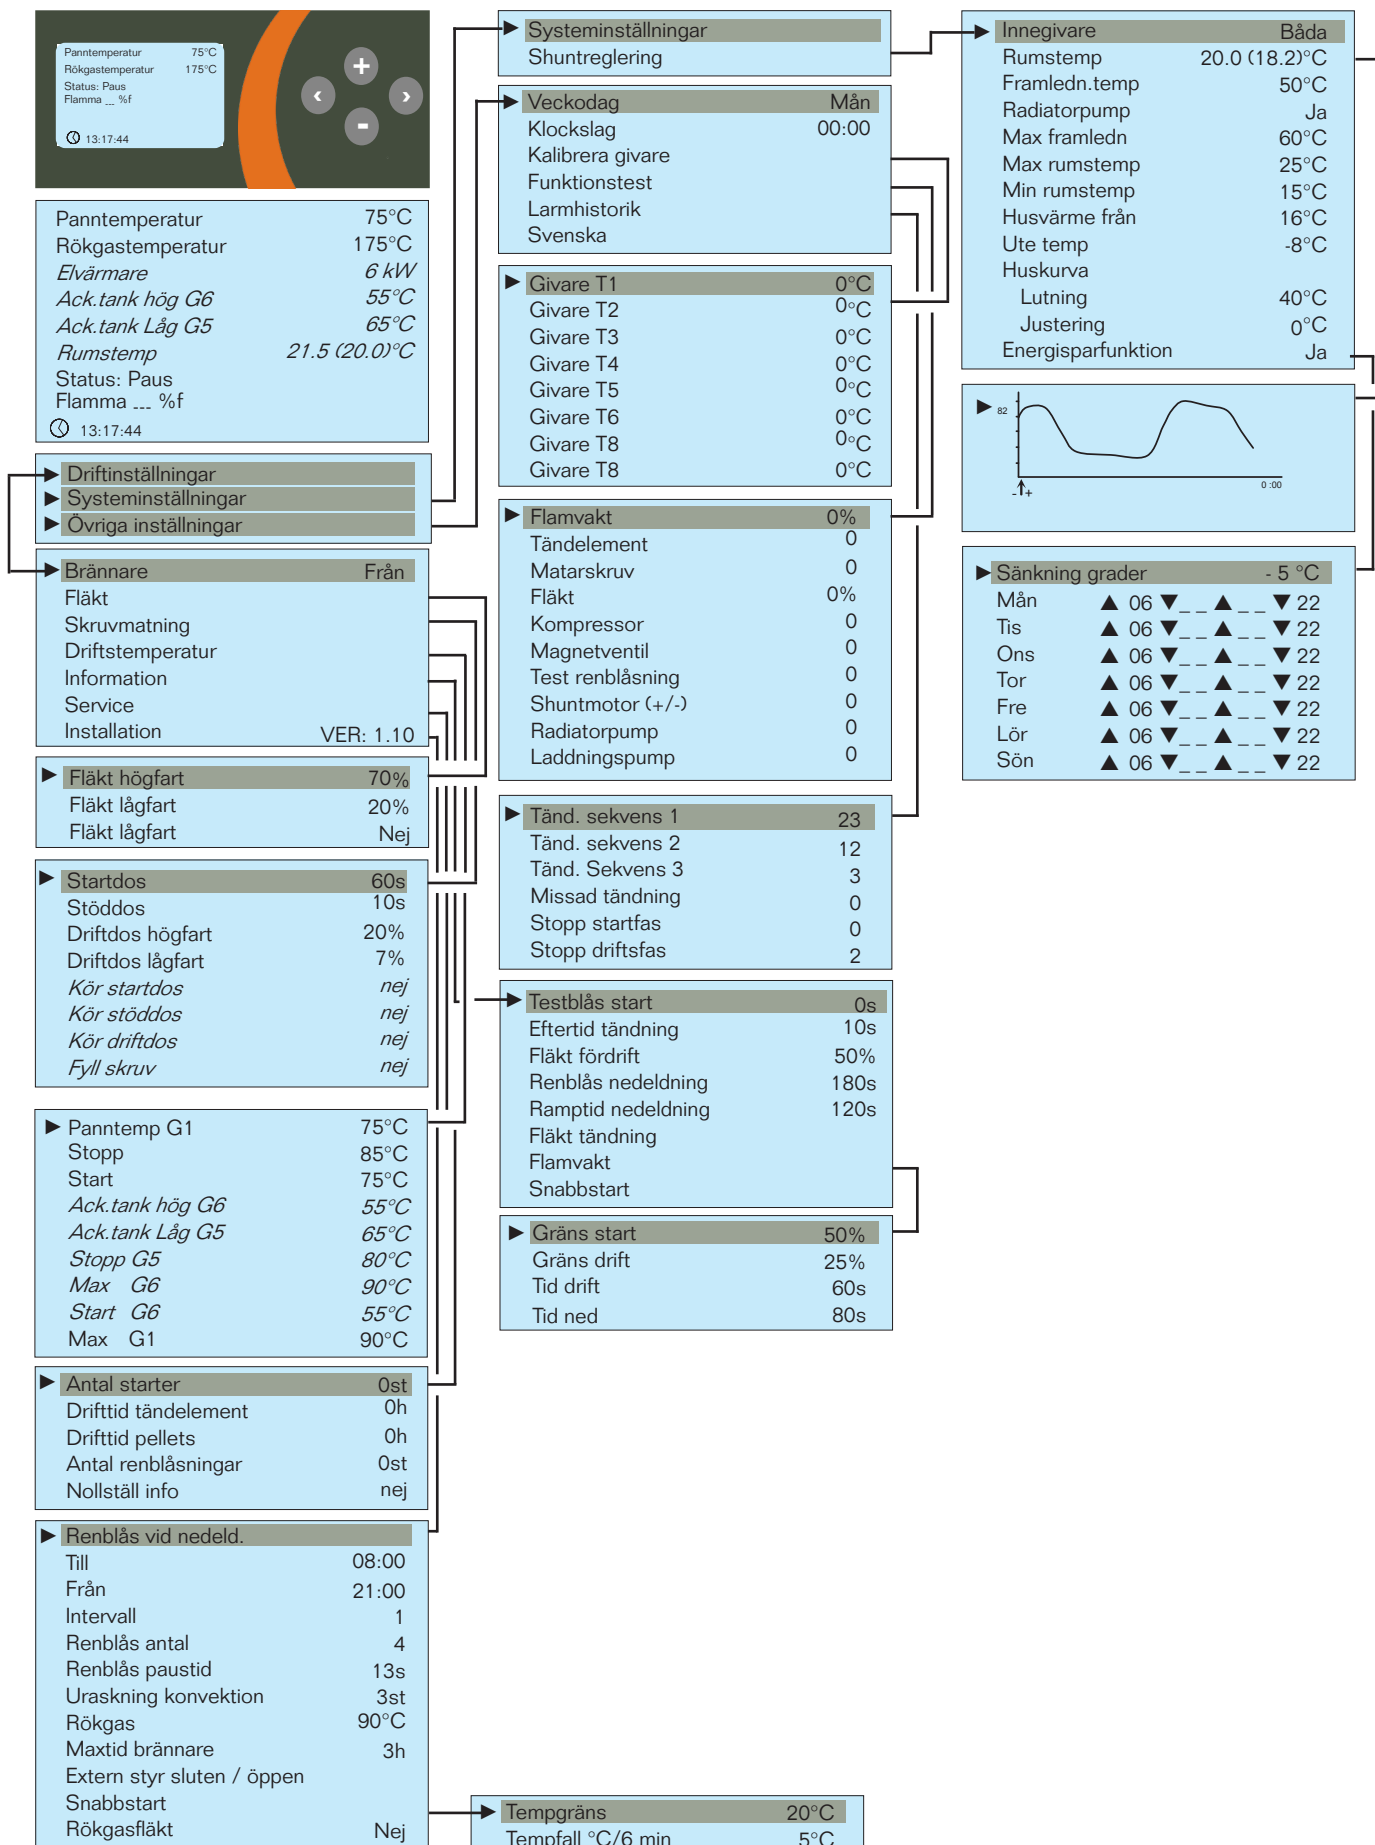 Panntemperatur 75°C
Rökgastemperatur 175°C
Status: Paus
Flamma __ %f
13:17:44
+
‹
›
-
Panntemperatur 75°C
Rökgastemperatur 175°C
Elvärmare 6 kW
Ack.tank hög G6 55°C
Ack.tank Låg G5 65°C
Rumstemp 21.5 (20.0)°C
Status: Paus
Flamma --- %f
13:17:44
Driftinställningar
Systeminställningar
Övriga inställningar
Brännare Från
Fläkt
Skruvmatning
Driftstemperatur
Information
Service
Installation VER: 1.10
Fläkt högfart 70%
Fläkt lågfart 20%
Fläkt lågfart Nej
Startdos 60s
Stöddos 10s
Driftdos högfart 20%
Driftdos lågfart 7%
Kör startdos nej
Kör stöddos nej
Kör driftdos nej
Fyll skruv nej
Panntemp G1 75°C
Stopp 85°C
Start 75°C
Ack.tank hög G6 55°C
Ack.tank Låg G5 65°C
Stopp G5 80°C
Max G6 90°C
Start G6 55°C
Max G1 90°C
Antal starter 0st
Drifttid tändelement 0h
Drifttid pellets 0h
Antal renblåsningar 0st
Nollställ info nej
Renblås vid nedeld.
Till 08:00
Från 21:00
Intervall 1
Renblås antal 4
Renblås paustid 13s
Uraskning konvektion 3st
Rökgas 90°C
Maxtid brännare 3h
Extern styr sluten / öppen
Snabbstart
Rökgasfläkt Nej
Systeminställningar
Shuntreglering
Veckodag Mån
Klockslag 00:00
Kalibrera givare
Funktionstest
Larmhistorik
Svenska
Givare T1 0°C
Givare T2 0°C
Givare T3 0°C
Givare T4 0°C
Givare T5 0°C
Givare T6 0°C
Givare T8 0°C
Givare T8 0°C
Flamvakt 0%
Tändelement 0
Matarskruv 0
Fläkt 0%
Kompressor 0
Magnetventil 0
Test renblåsning 0
Shuntmotor (+/-) 0
Radiatorpump 0
Laddningspump 0
Tänd. sekvens 1 23
Tänd. sekvens 2 12
Tänd. Sekvens 3 3
Missad tändning 0
Stopp startfas 0
Stopp driftsfas 2
Testblås start 0s
Eftertid tändning 10s
Fläkt fördrift 50%
Renblås nedeldning 180s
Ramptid nedeldning 120s
Fläkt tändning
Flamvakt
Snabbstart
Gräns start 50%
Gräns drift 25%
Tid drift 60s
Tid ned 80s
Tempgräns 20°C
Tempfall °C/6 min 5°C
Innegivare Båda
Rumstemp 20.0 (18.2)°C
Framledn.temp 50°C
Radiatorpump Ja
Max framledn 60°C
Max rumstemp 25°C
Min rumstemp 15°C
Husvärme från 16°C
Ute temp -8°C
Huskurva
Lutning 40°C
Justering 0°C
Energisparfunktion Ja
82
0 :00
- +
Sänkning grader - 5 °C
Mån ▲ 06 ▼_ _ ▲ _ _ ▼ 22
Tis ▲ 06 ▼_ _ ▲ _ _ ▼ 22
Ons ▲ 06 ▼_ _ ▲ _ _ ▼ 22
Tor ▲ 06 ▼_ _ ▲ _ _ ▼ 22
Fre ▲ 06 ▼_ _ ▲ _ _ ▼ 22
Lör ▲ 06 ▼_ _ ▲ _ _ ▼ 22
Sön ▲ 06 ▼_ _ ▲ _ _ ▼ 22